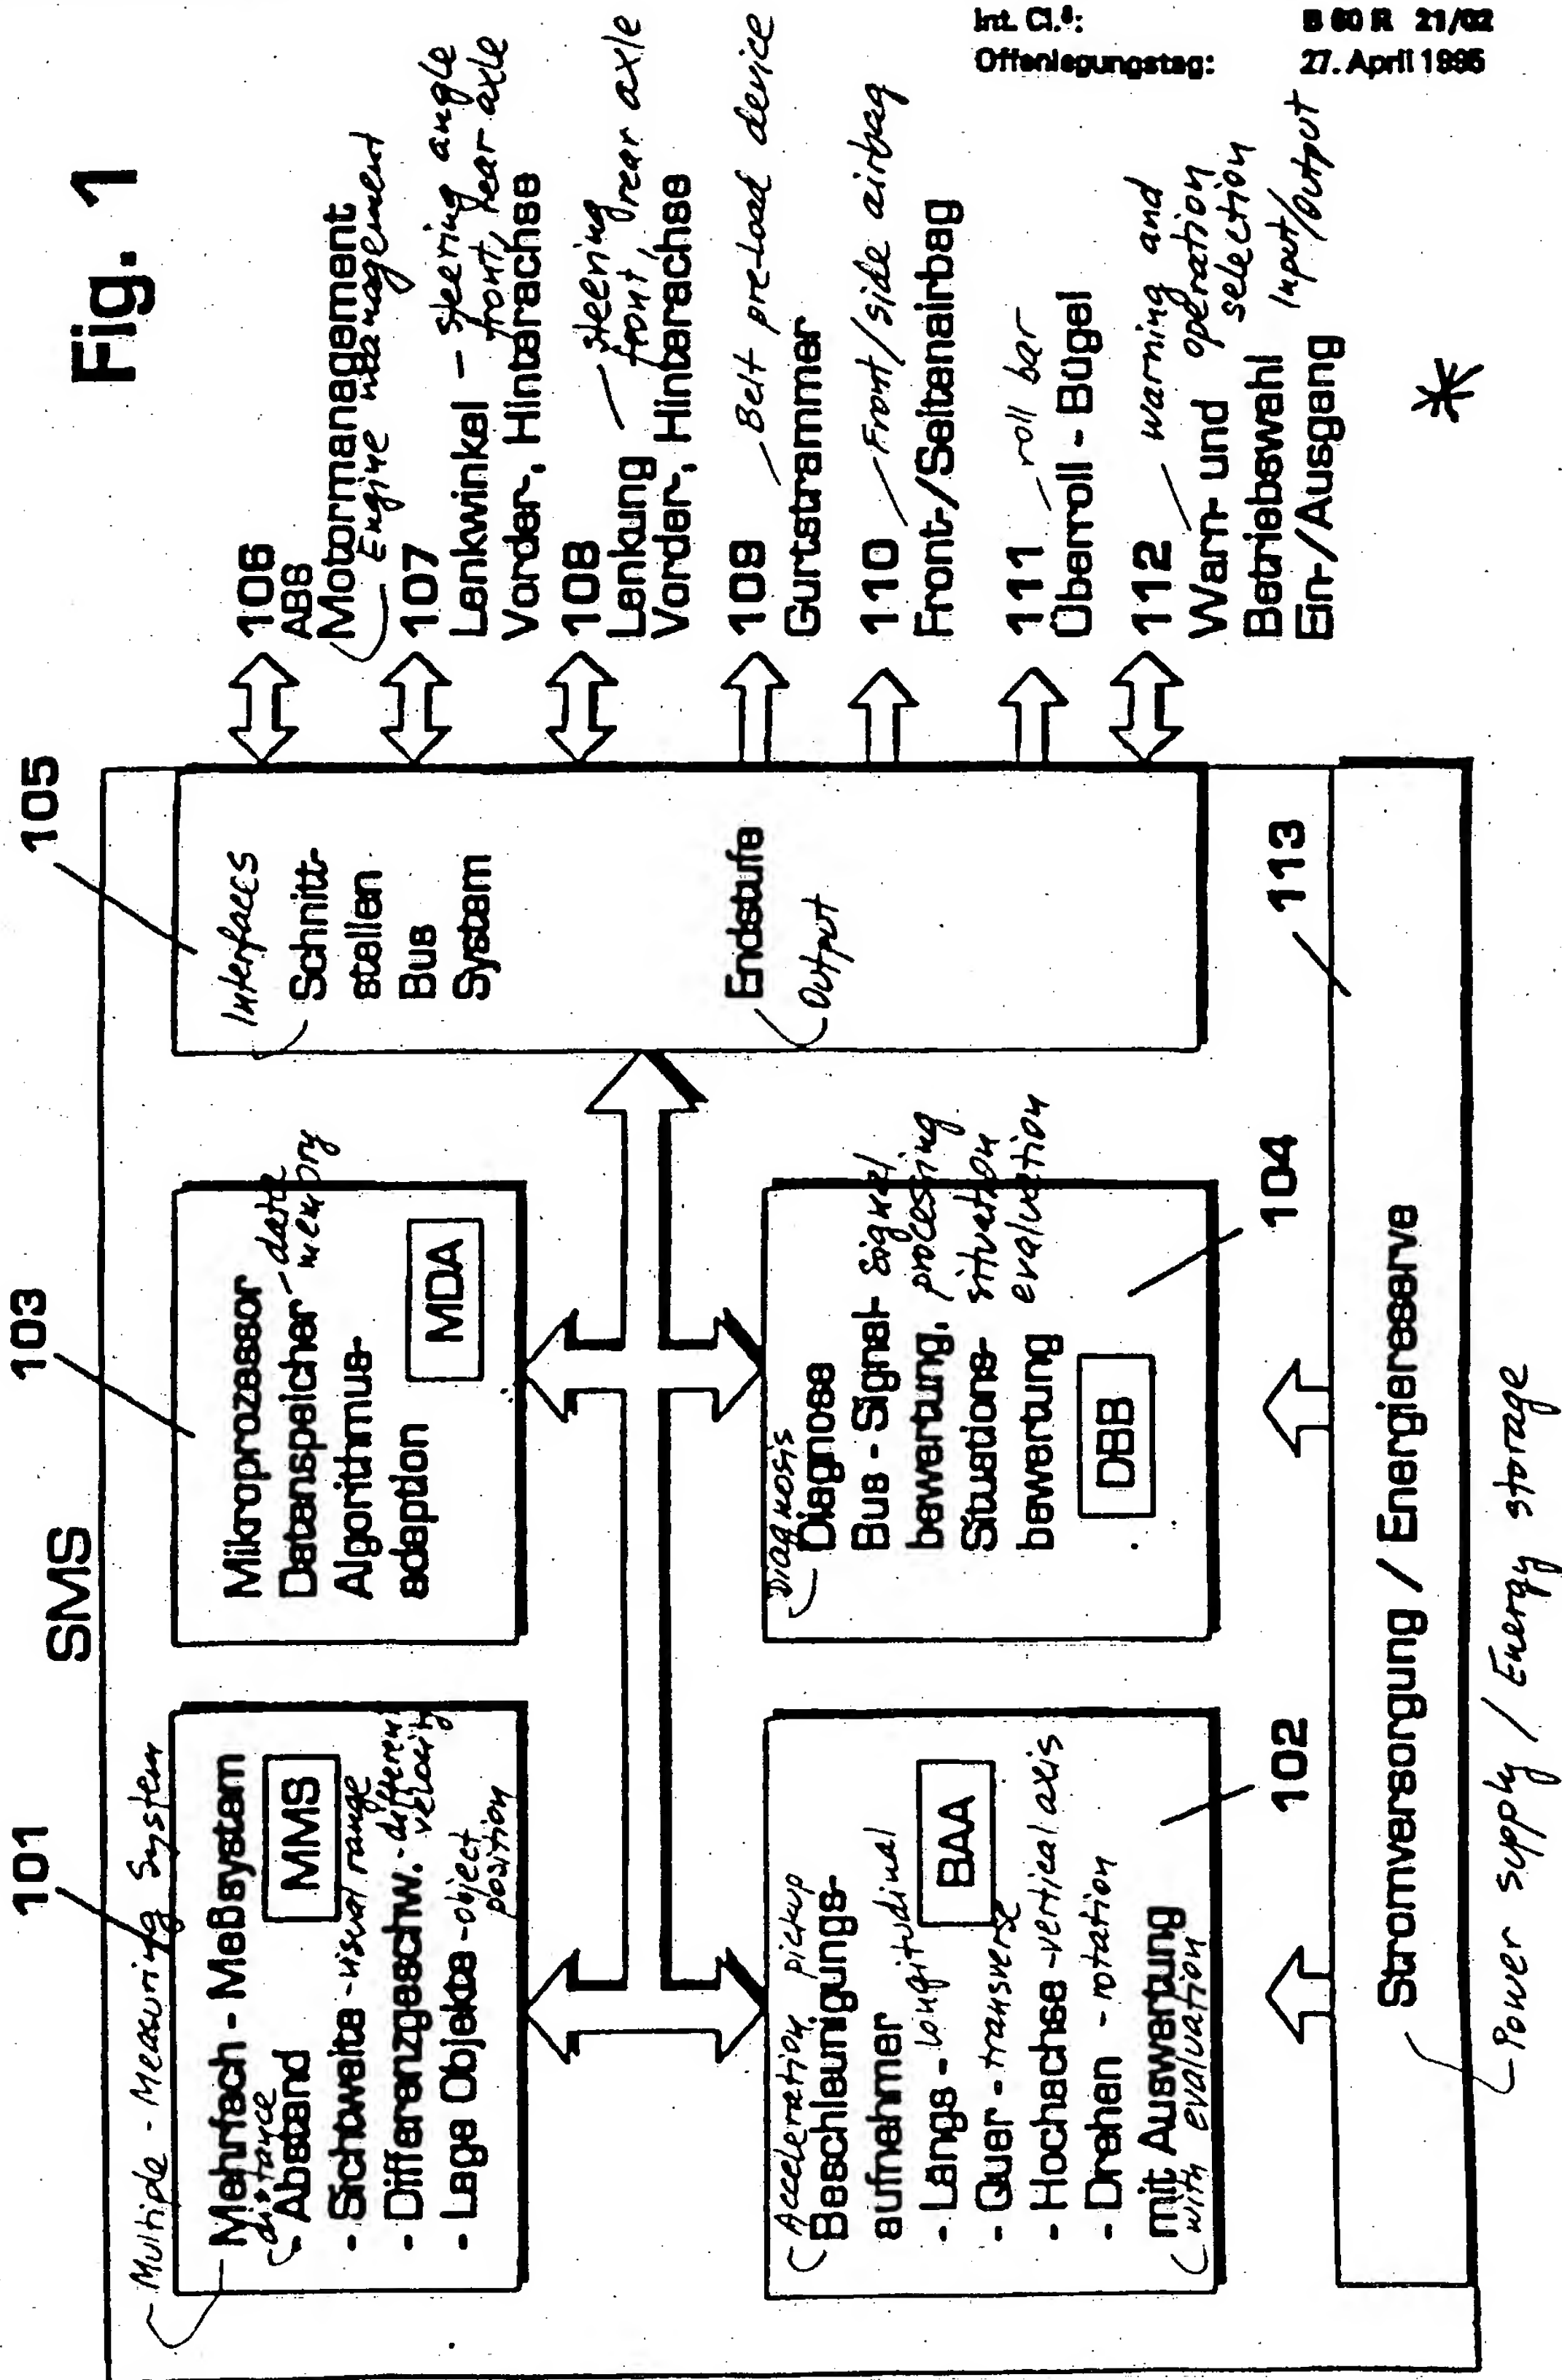 Int. Cl.⁶: B 60 R 21/02
Offenlegungstag: 27. April 1995
Fig. 1
SMS
101
Multiple - Measuring System
Mehrfach - Meßsystem
distance
- Abstand
MMS
- Sichtweite - visual range
- Differenzgeschw. - differen.
velocity
- Lage Objekte - object
position
103
Mikroprozessor
Datenspeicher - data
memory
Algorithmus-
adaption
MDA
105
Interfaces
Schnitt-
stellen
Bus
System
Endstufe
Output
Acceleration pickup
Beschleunigungs-
aufnehmer
- Längs - longitudinal
BAA
- Quer - transverse
- Hochachse - vertical axis
- Drehen - rotation
mit Auswertung
with evaluation
102
Diagnosis
Diagnose
Bus - Signal- signal
bewertung, processing
Situations- situation
bewertung evaluation
DBB
104
113
Stromversorgung / Energiereserve
Power supply / Energy storage
106
ABS
Motormanagement
Engine management
107
Lenkwinkel - steering angle
front, rear axle
Vorder-, Hinterachse
108
Lenkung - steering
front, rear axle
Vorder-, Hinterachse
109
Belt pre-load device
Gurtstrammer
110
Front/side airbag
Front-/Seitenairbag
111
roll bar
Überroll - Bügel
112
warning and
Warn- und operation
selection
Betriebswahl Input/Output
Ein-/Ausgang
*